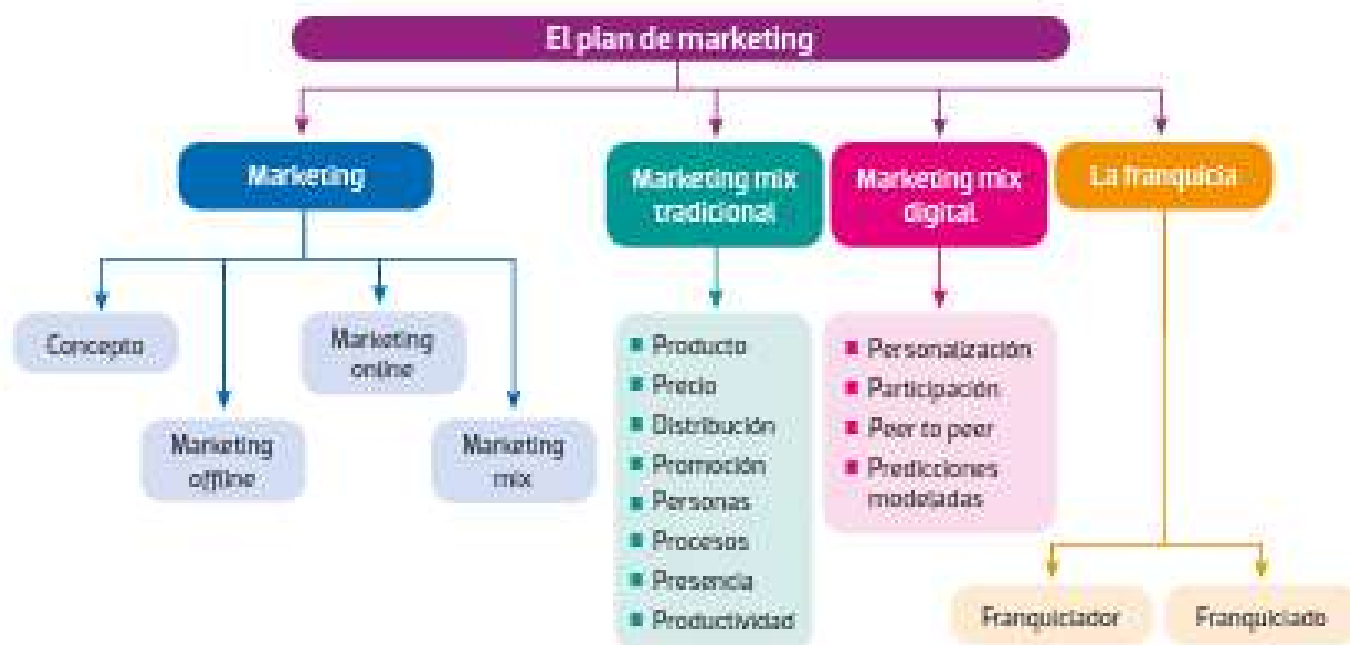 El plan de marketing
Marketing
Marketing mix
tradicional
Marketing mix
digital
La franquicia
Concepto
Marketing
offline
Marketing
online
Marketing
mix
Producto
Precio
Distribución
Promoción
Personas
Procesos
Presencia
Productividad
Personalización
Participación
Peer to peer
Predicciones
modeladas
Franquiciador
Franquiciado